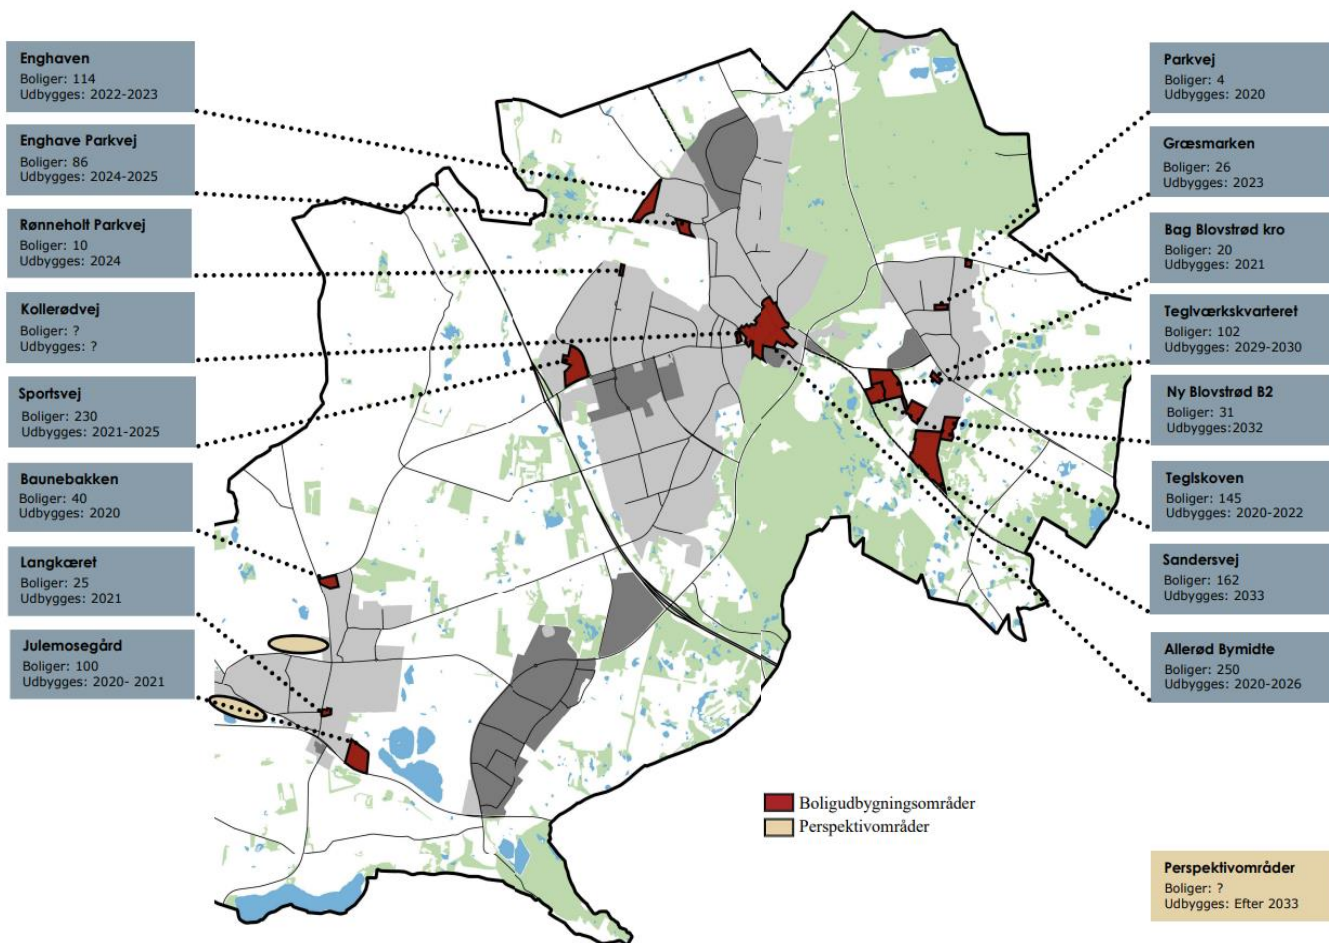 Enghaven
Boliger: 114
Udbygges: 2022-2023
Enghave Parkvej
Boliger: 86
Udbygges: 2024-2025
Rønneholt Parkvej
Boliger: 10
Udbygges: 2024
Kollerødvej
Boliger: ?
Udbygges: ?
Sportsvej
Boliger: 230
Udbygges: 2021-2025
Baunebakken
Boliger: 40
Udbygges: 2020
Langkæret
Boliger: 25
Udbygges: 2021
Julemosegård
Boliger: 100
Udbygges: 2020- 2021
Parkvej
Boliger: 4
Udbygges: 2020
Græsmarken
Boliger: 26
Udbygges: 2023
Bag Blovstrød kro
Boliger: 20
Udbygges: 2021
Teglværkskvarteret
Boliger: 102
Udbygges: 2029-2030
Ny Blovstrød B2
Boliger: 31
Udbygges:2032
Teglskoven
Boliger: 145
Udbygges: 2020-2022
Sandersvej
Boliger: 162
Udbygges: 2033
Allerød Bymidte
Boliger: 250
Udbygges: 2020-2026
Boligudbygningsområder
Perspektivområder
Perspektivområder
Boliger: ?
Udbygges: Efter 2033